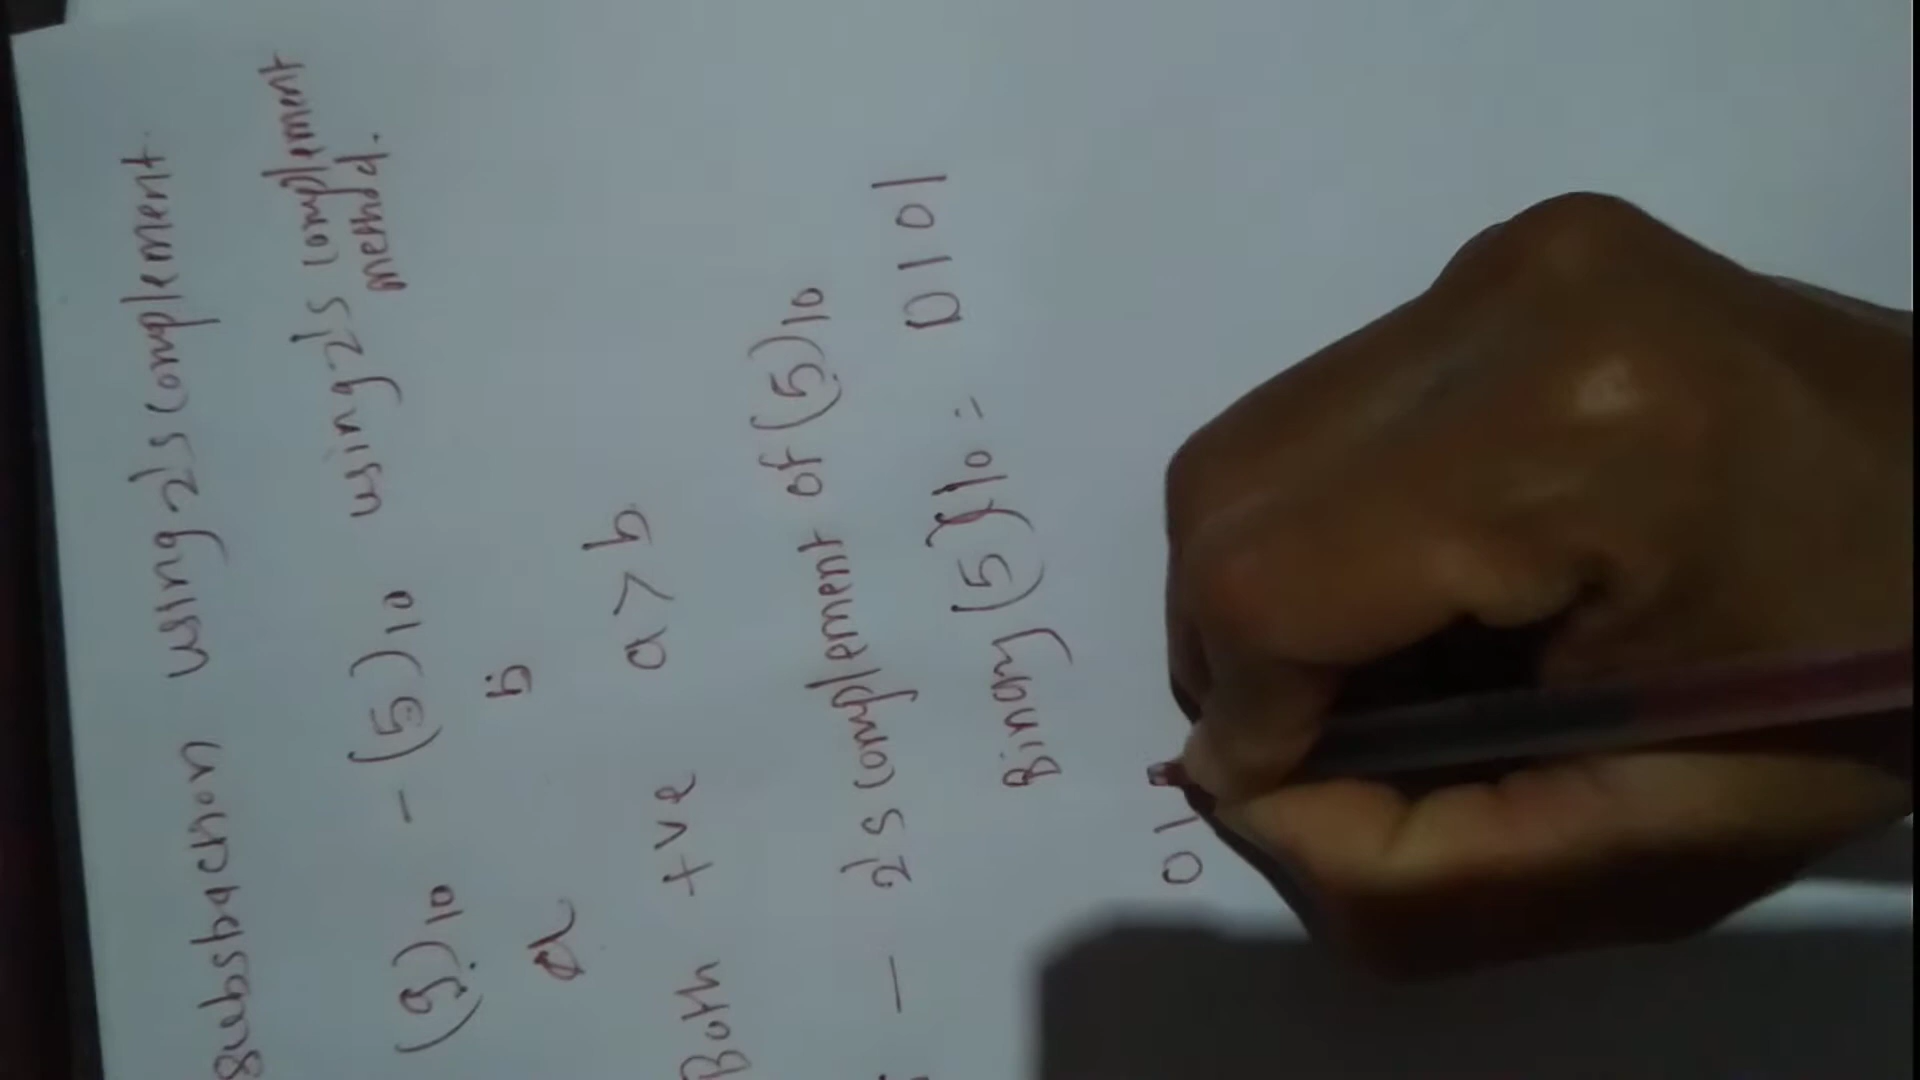 Subsbaction using 2's complement
(9)10 - (5)10 using 2's complement
method.
a b
Both +ve a > b
- 2's complement of (5)10
Binary (5)10 = 0101
01